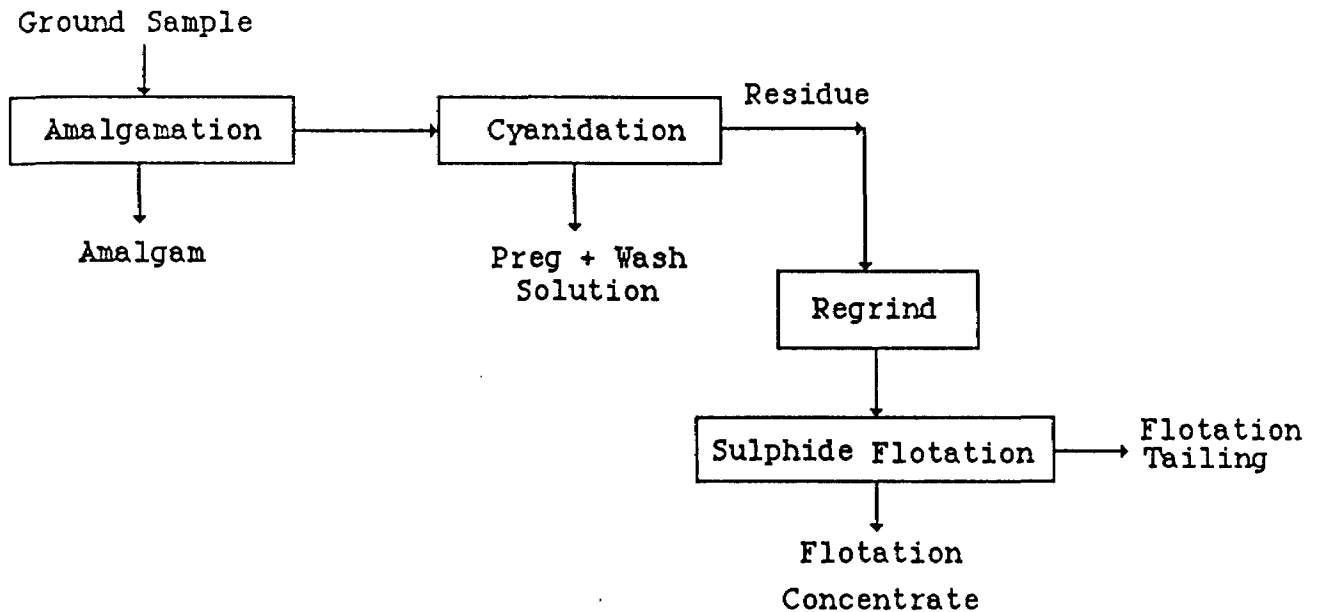 Ground Sample
Amalgamation
Cyanidation
Residue
Amalgam
Preg + Wash
Solution
Regrind
Sulphide Flotation
Flotation
Tailing
Flotation
Concentrate